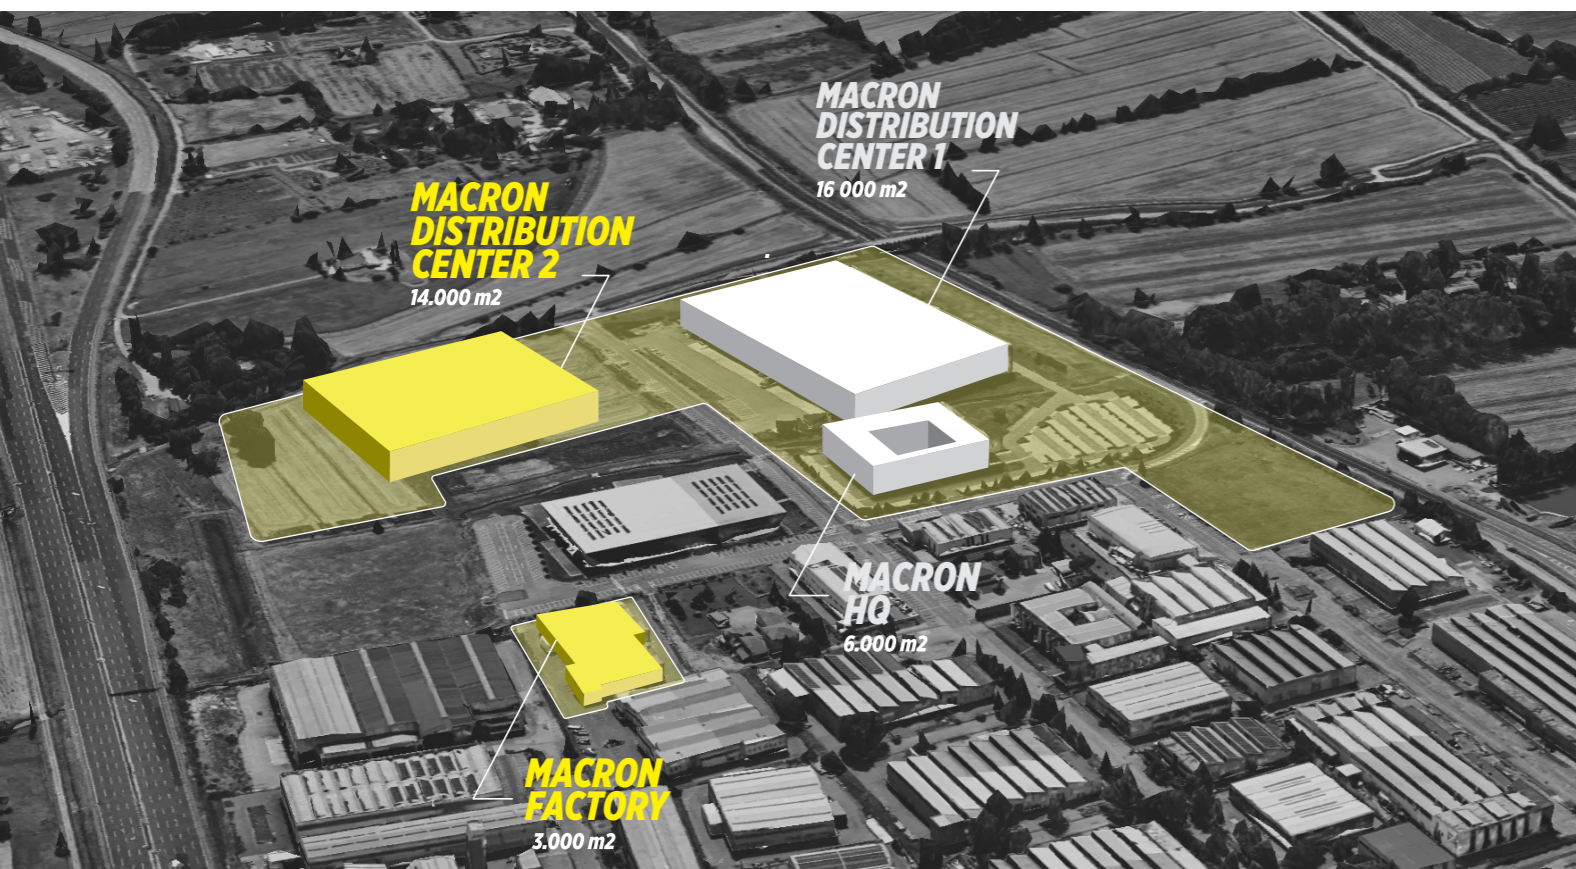 MACRON
DISTRIBUTION
CENTER 1
16 000 m2
MACRON
DISTRIBUTION
CENTER 2
14.000 m2
MACRON
HQ
6.000 m2
MACRON
FACTORY
3.000 m2